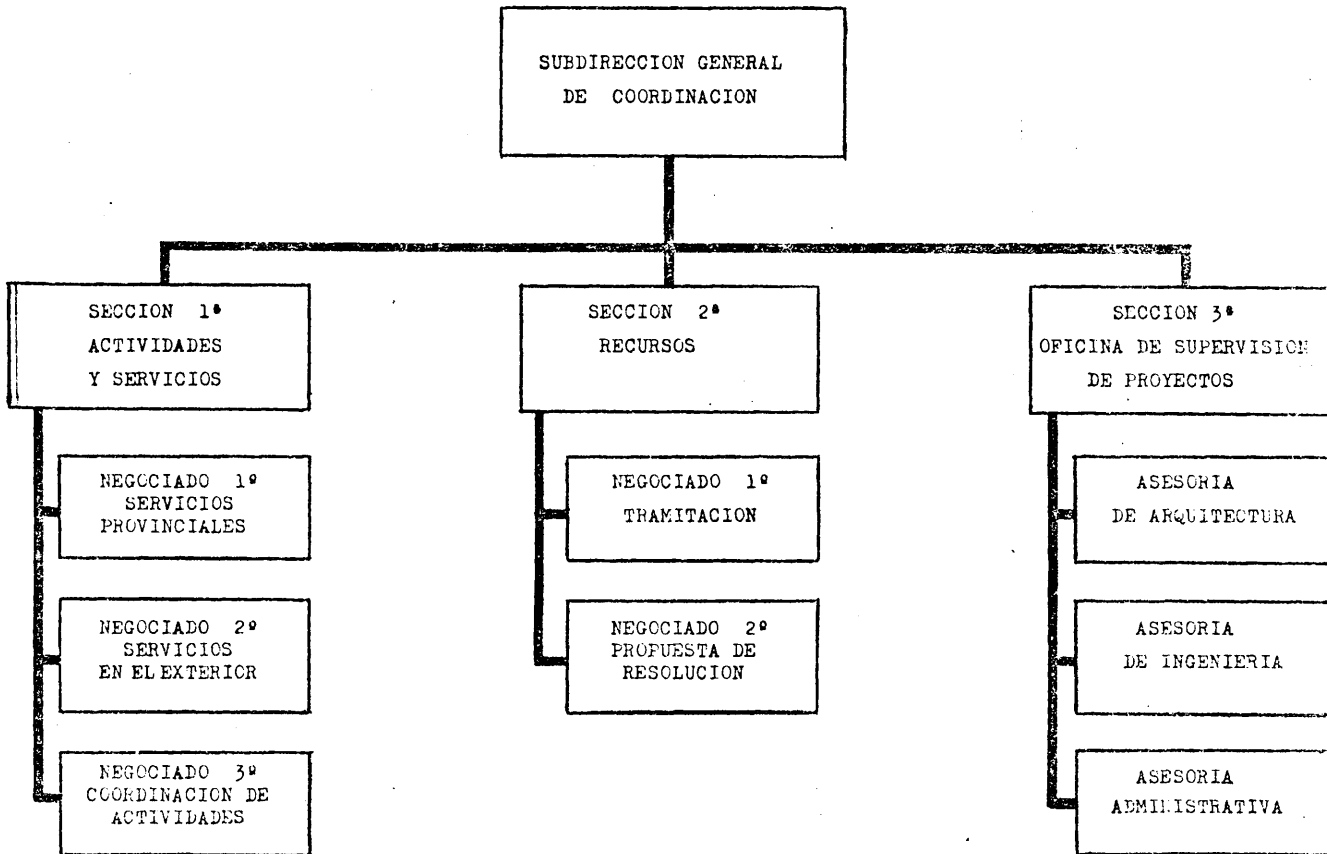 SUBDIRECCION GENERAL
DE COORDINACION
SECCION 1ª
ACTIVIDADES
Y SERVICIOS
NEGOCIADO 1º
SERVICIOS
PROVINCIALES
NEGOCIADO 2º
SERVICIOS
EN EL EXTERIOR
NEGOCIADO 3º
COORDINACION DE
ACTIVIDADES
SECCION 2ª
RECURSOS
NEGOCIADO 1º
TRAMITACION
NEGOCIADO 2º
PROPUESTA DE
RESOLUCION
SECCION 3ª
OFICINA DE SUPERVISION
DE PROYECTOS
ASESORIA
DE ARQUITECTURA
ASESORIA
DE INGENIERIA
ASESORIA
ADMINISTRATIVA